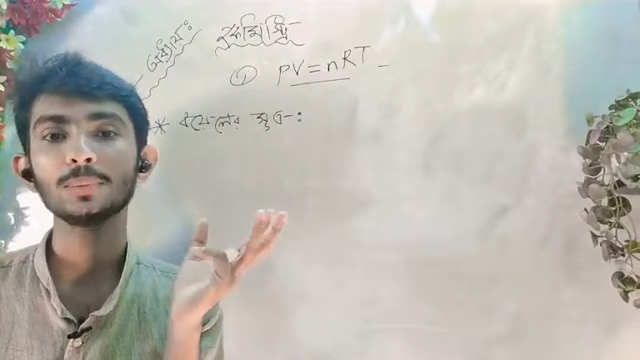 অধ্যায়ঃ
কেমিস্ট্রি
① PV = nRT
* বয়েলের সূত্র :